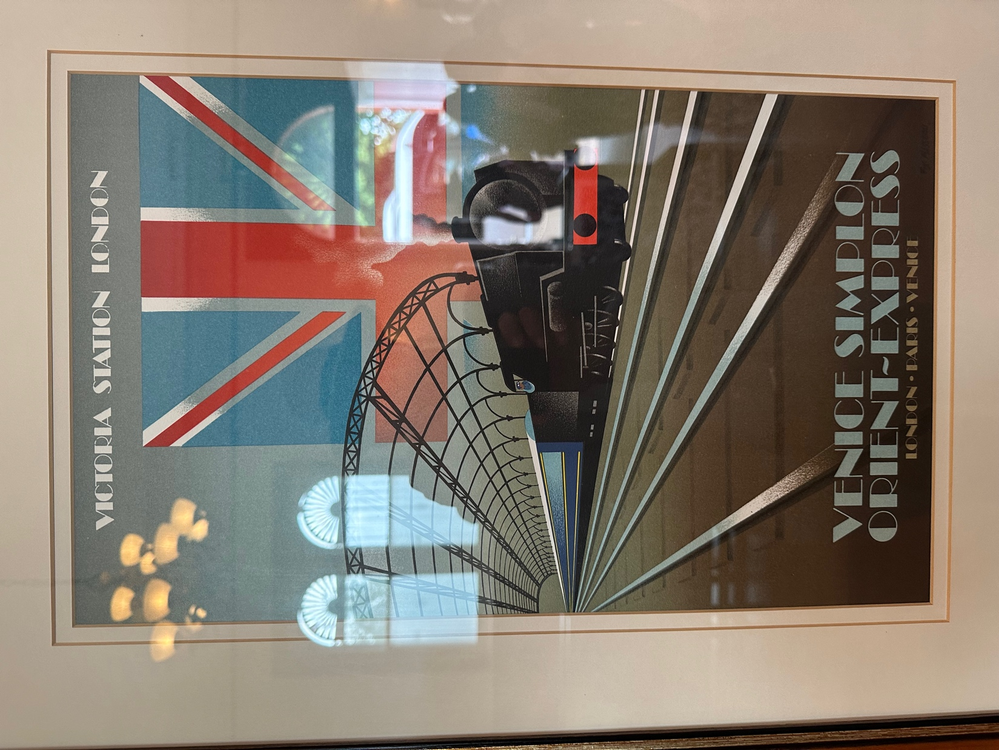 VICTORIA STATION LONDON
VENICE SIMPLON
ORIENT-EXPRESS
LONDON • PARIS • VENICE